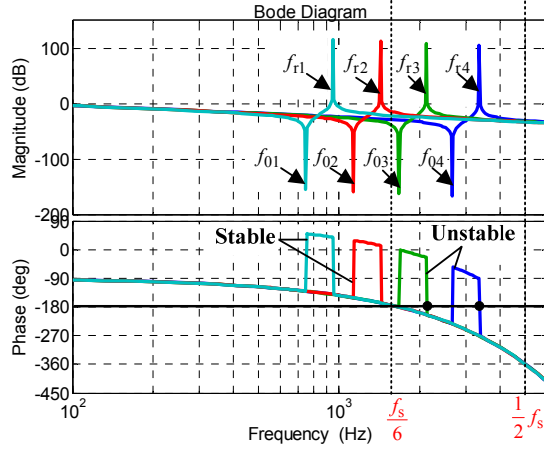 Bode Diagram
Magnitude (dB)
100
0
-100
-200
f_r1 f_r2 f_r3 f_r4
f_01 f_02 f_03 f_04
Phase (deg)
90
0
-90
-180
-270
-360
-450
Stable Unstable
10^2 10^3 f_s/6 1/2 f_s
Frequency (Hz)